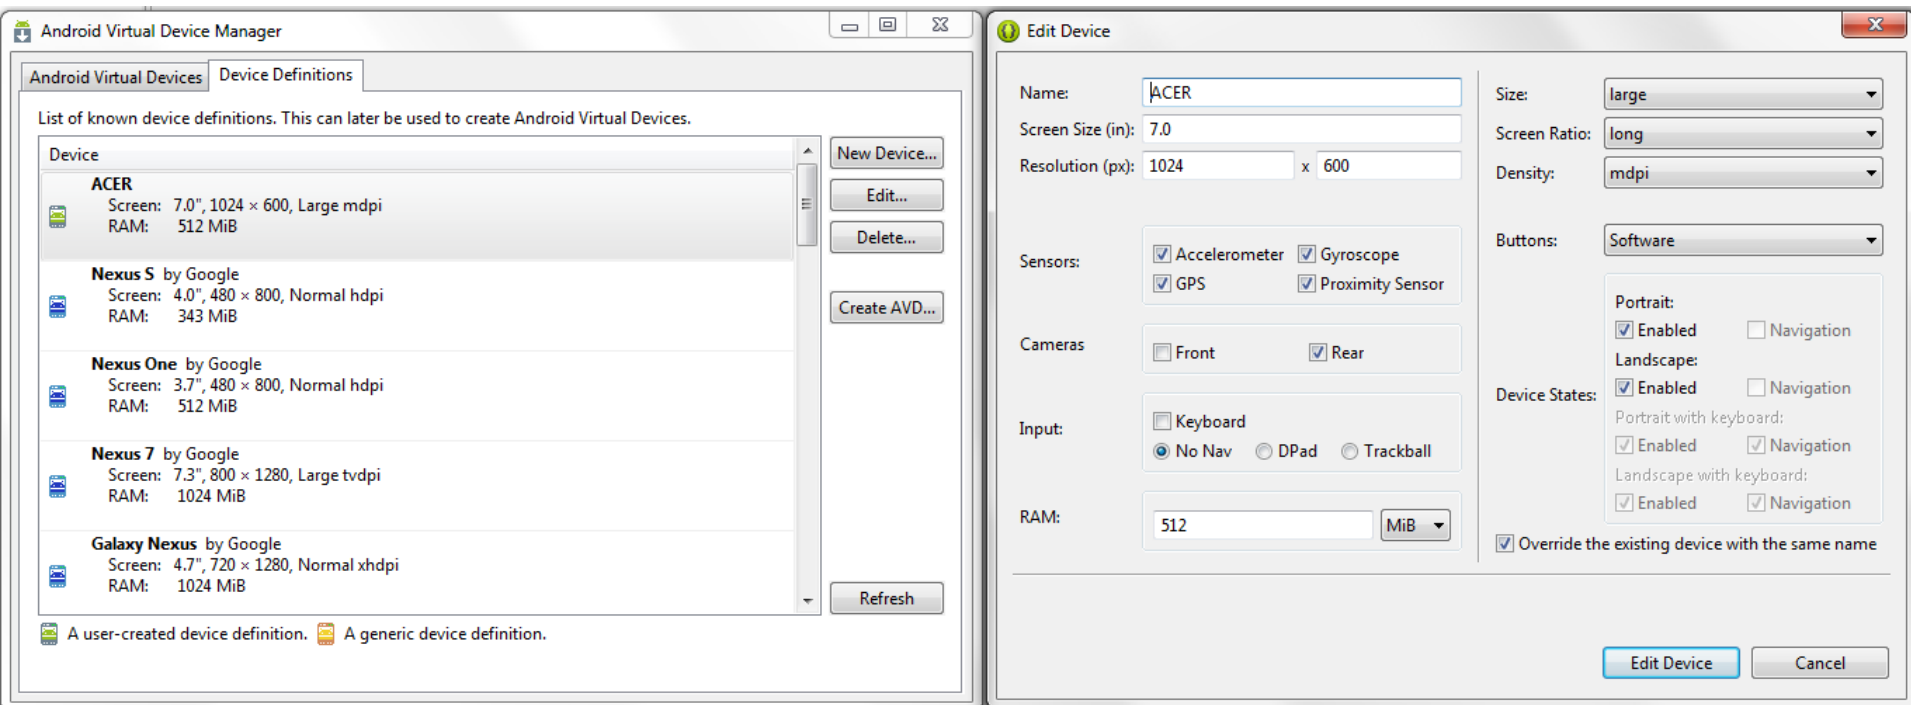 Android Virtual Device Manager
Android Virtual Devices
Device Definitions
List of known device definitions. This can later be used to create Android Virtual Devices.
Device
ACER
Screen: 7.0", 1024 × 600, Large mdpi
RAM: 512 MiB
Nexus S by Google
Screen: 4.0", 480 × 800, Normal hdpi
RAM: 343 MiB
Nexus One by Google
Screen: 3.7", 480 × 800, Normal hdpi
RAM: 512 MiB
Nexus 7 by Google
Screen: 7.3", 800 × 1280, Large tvdpi
RAM: 1024 MiB
Galaxy Nexus by Google
Screen: 4.7", 720 × 1280, Normal xhdpi
RAM: 1024 MiB
New Device...
Edit...
Delete...
Create AVD...
Refresh
A user-created device definition. A generic device definition.
Edit Device
Name: ACER
Screen Size (in): 7.0
Resolution (px): 1024 x 600
Sensors:
Accelerometer Gyroscope
GPS Proximity Sensor
Cameras
Front Rear
Input:
Keyboard
No Nav DPad Trackball
RAM:
512 MiB
Size: large
Screen Ratio: long
Density: mdpi
Buttons: Software
Device States:
Portrait:
Enabled Navigation
Landscape:
Enabled Navigation
Portrait with keyboard:
Enabled Navigation
Landscape with keyboard:
Enabled Navigation
Override the existing device with the same name
Edit Device Cancel